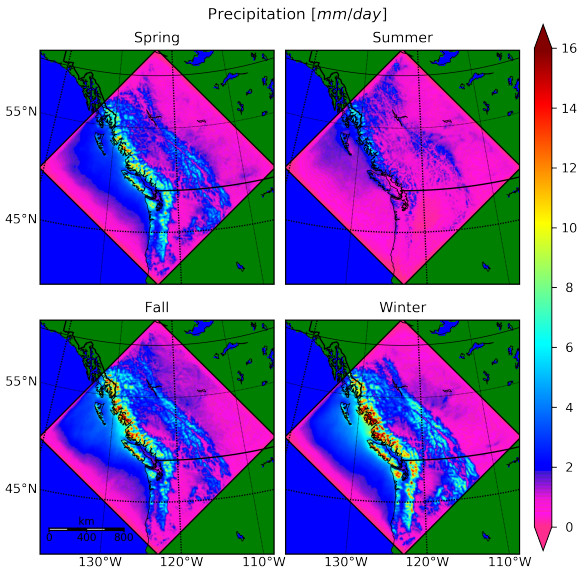 Precipitation [mm/day]
Spring
Summer
55°N
45°N
Fall
Winter
55°N
45°N
km
0 400 800
130°W 120°W 110°W
130°W 120°W 110°W
16
14
12
10
8
6
4
2
0